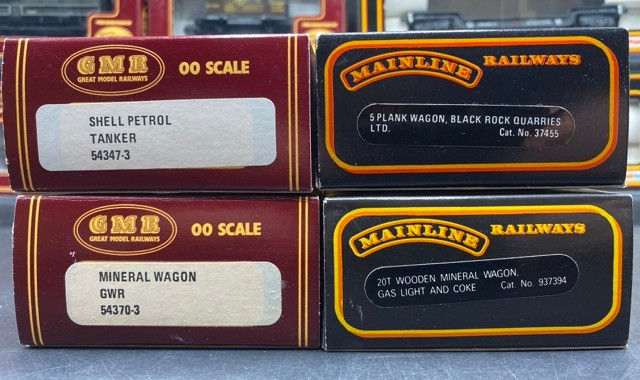 GMR
GREAT MODEL RAILWAYS
OO SCALE
SHELL PETROL
TANKER
54347-3
MAINLINE RAILWAYS
5 PLANK WAGON, BLACK ROCK QUARRIES
LTD. Cat. No. 37455
GMR
GREAT MODEL RAILWAYS
OO SCALE
MINERAL WAGON
GWR
54370-3
MAINLINE RAILWAYS
20T WOODEN MINERAL WAGON,
GAS LIGHT AND COKE Cat. No. 937394